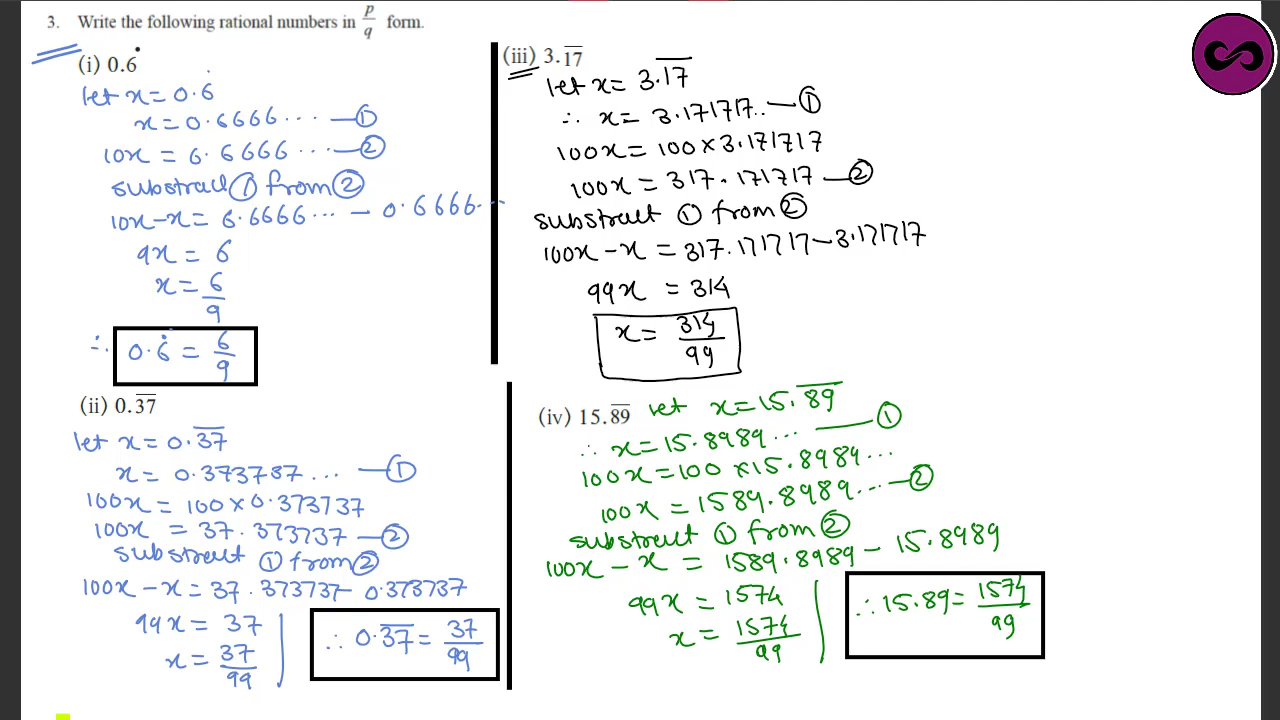 3. Write the following rational numbers in p/q form.
(i) 0.6̇
let x = 0.6̇
x = 0.6666... —①
10x = 6.6666... —②
substract ① from ②
10x-x = 6.6666... - 0.6666...
9x = 6
x = 6/9
∴ 0.6̇ = 6/9
(ii) 0.3̅7̅
let x = 0.3̅7̅
x = 0.373737... —①
100x = 100 x 0.373737
100x = 37.373737 —②
substract ① from ②
100x - x = 37.373737 - 0.373737
99x = 37
x = 37/99
∴ 0.3̅7̅ = 37/99
(iii) 3.1̅7̅
let x = 3.1̅7̅
∴ x = 3.171717.. —①
100x = 100 x 3.171717
100x = 317.171717 —②
substract ① from ②
100x - x = 317.171717 - 3.171717
99x = 314
x = 314/99
(iv) 15.8̅9̅
let x = 15.8̅9̅
∴ x = 15.8989... —①
100x = 100 x 15.8989...
100x = 1589.8989... —②
substract ① from ②
100x - x = 1589.8989 - 15.8989
99x = 1574
x = 1574/99
∴ 15.89 = 1574/99